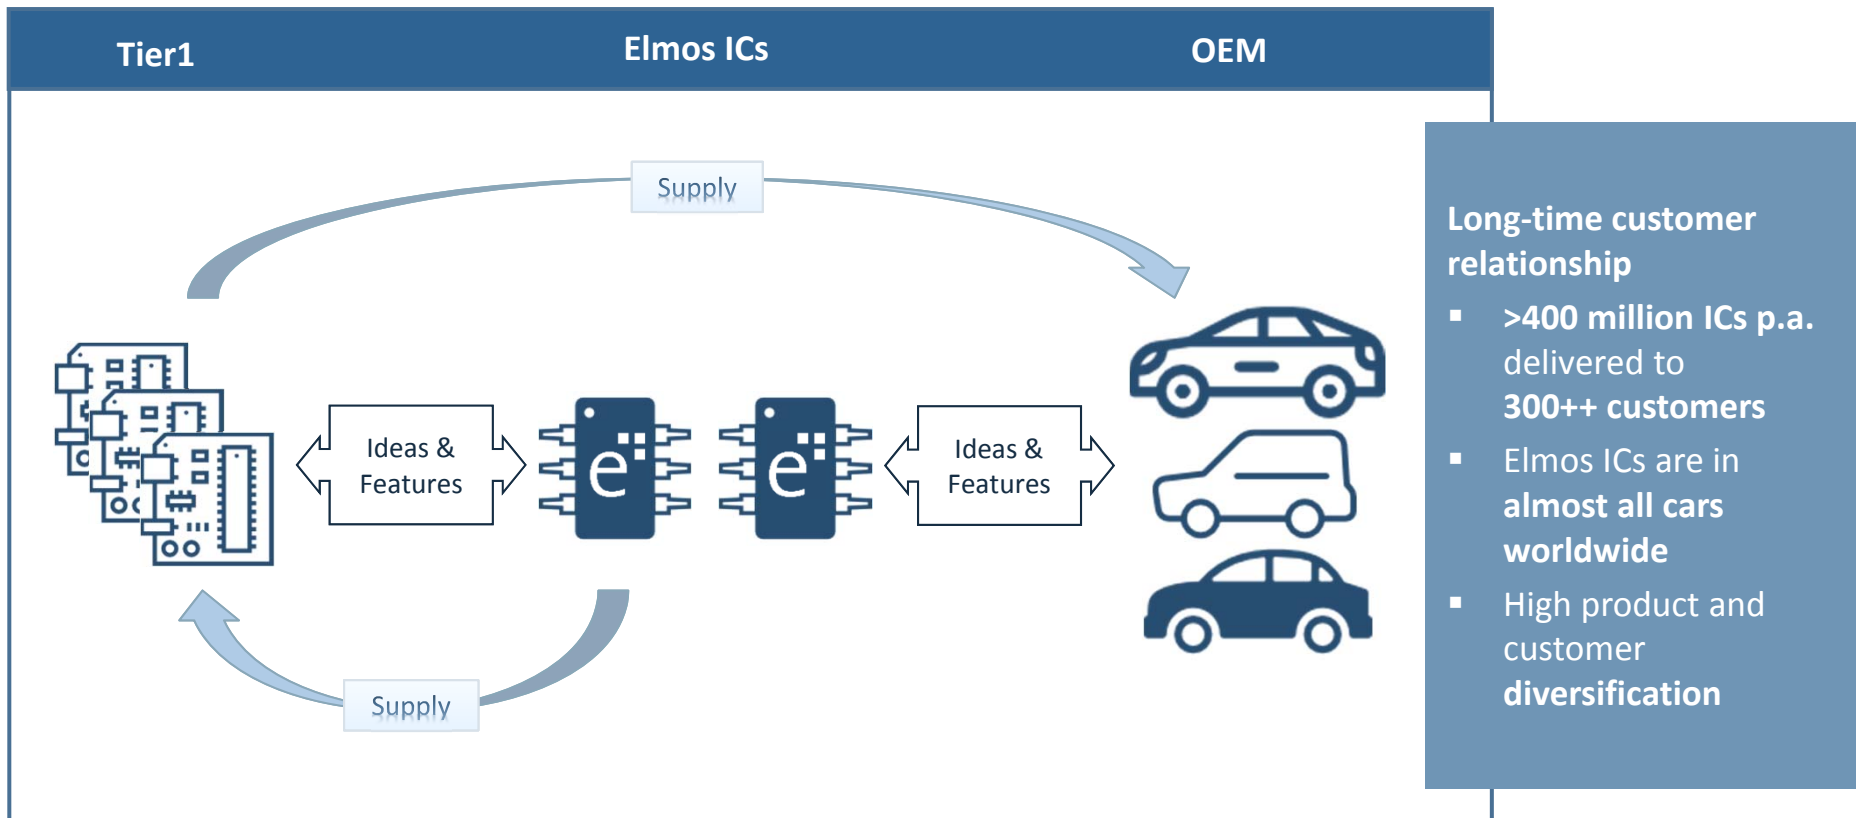 Tier1
Elmos ICs
OEM
Supply
Ideas &
Features
e
e
Ideas &
Features
Supply
Long-time customer
relationship
▪ >400 million ICs p.a.
delivered to
300++ customers
▪ Elmos ICs are in
almost all cars
worldwide
▪ High product and
customer
diversification